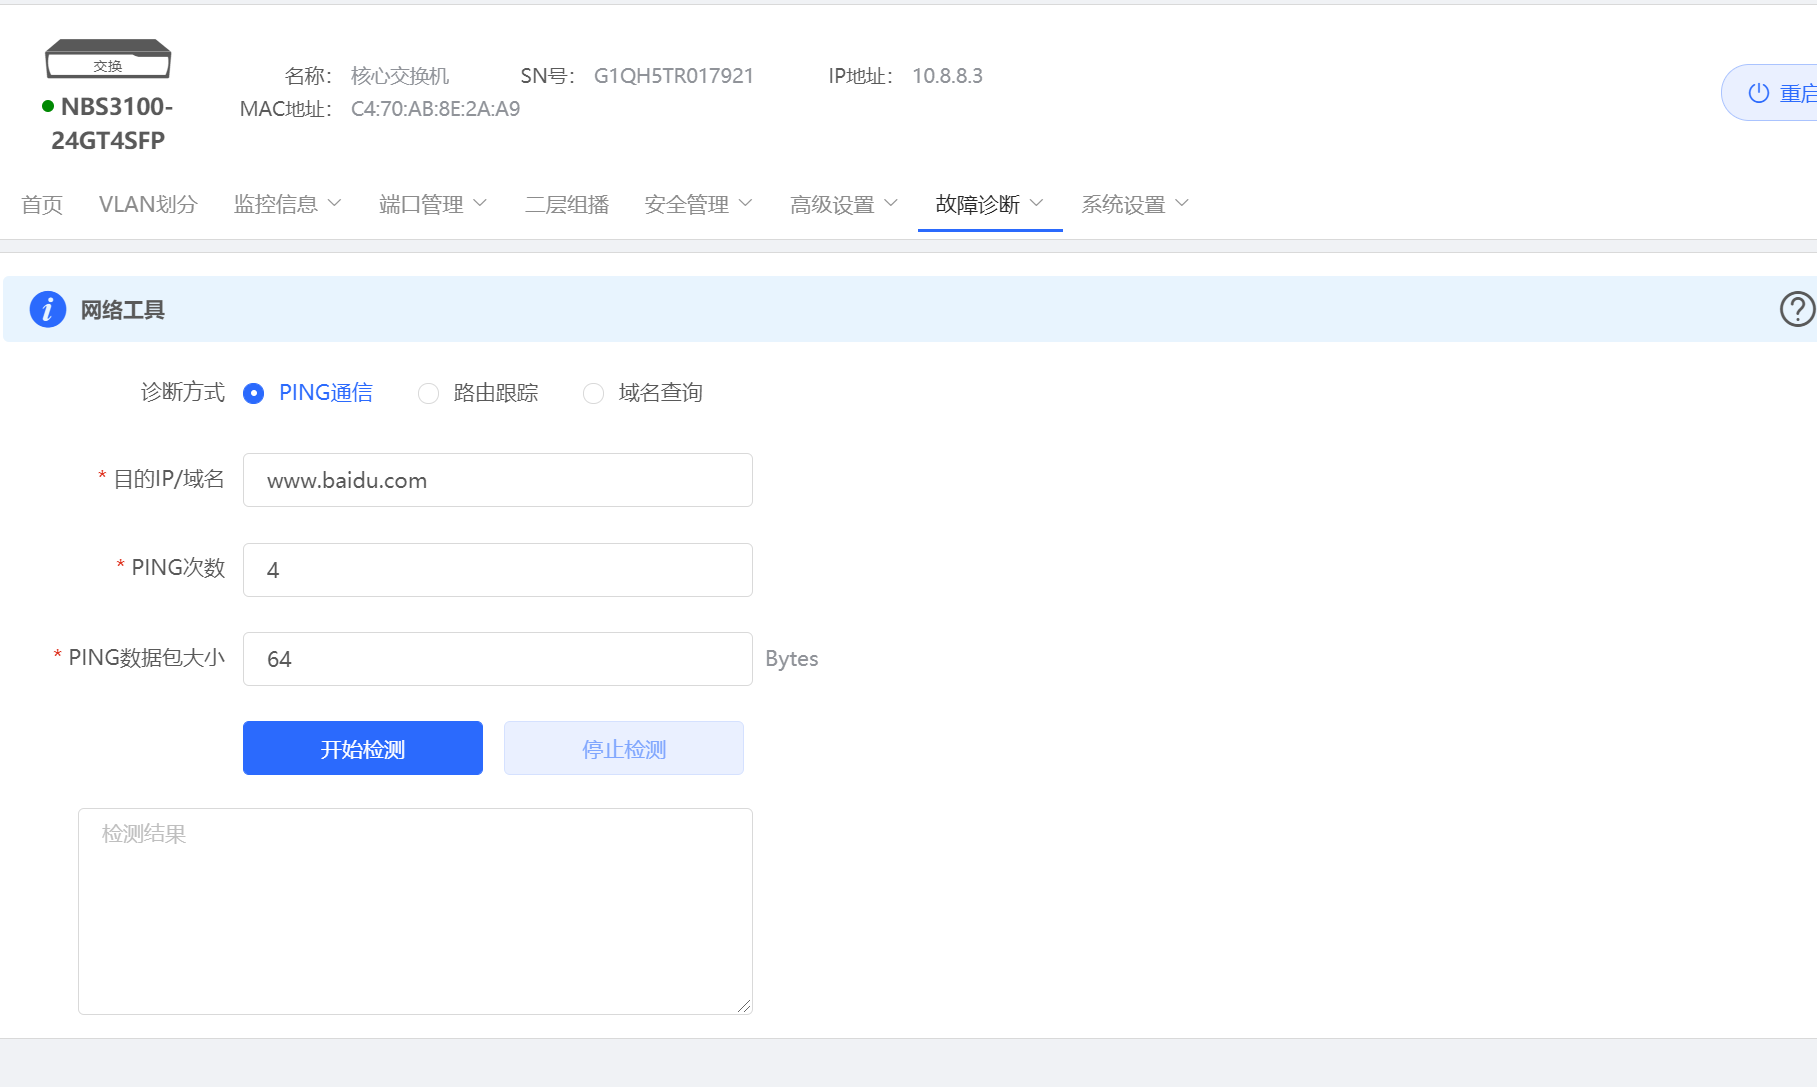 交换
NBS3100-
24GT4SFP
名称： 核心交换机 SN号： G1QH5TR017921 IP地址： 10.8.8.3
MAC地址： C4:70:AB:8E:2A:A9
重启
首页 VLAN划分 监控信息 端口管理 二层组播 安全管理 高级设置 故障诊断 系统设置
i 网络工具 ?
诊断方式 PING通信 路由跟踪 域名查询
* 目的IP/域名 www.baidu.com
* PING次数 4
* PING数据包大小 64 Bytes
开始检测 停止检测
检测结果